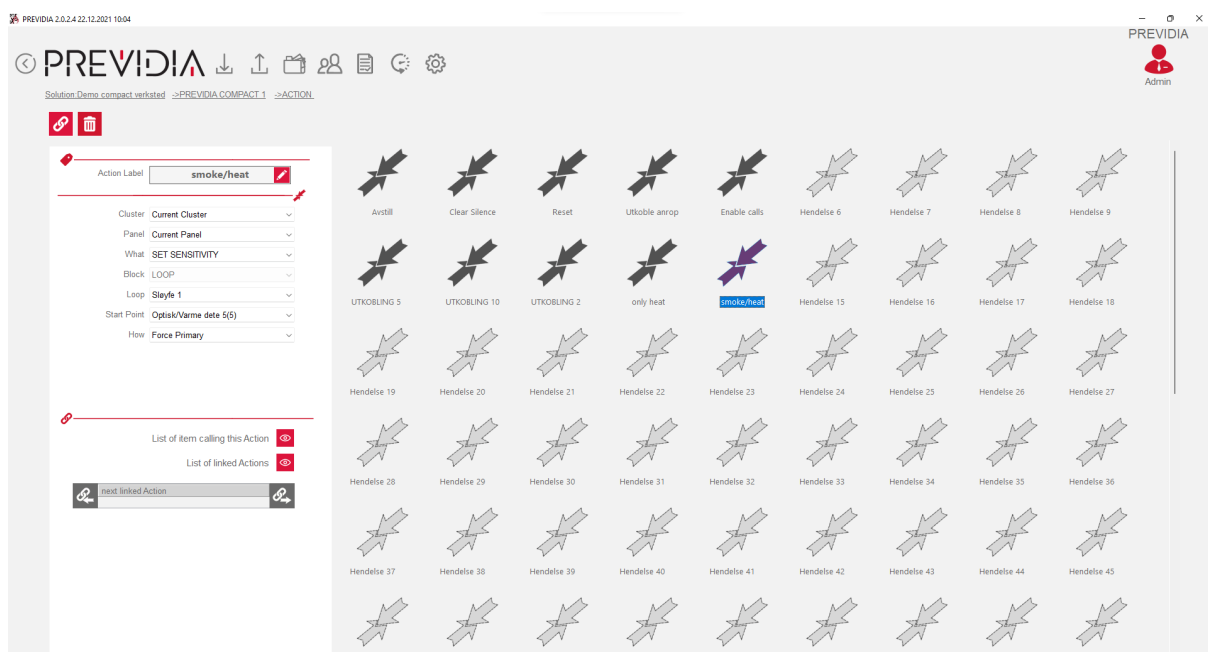 PREVIDIA 2.0.2.4 22.12.2021 10:04
PREVIDIA
PREVIDIA
Admin
Solution:Demo compact verksted ->PREVIDIA COMPACT 1 ->ACTION
Action Label smoke/heat
Cluster Current Cluster
Panel Current Panel
What SET SENSITIVITY
Block LOOP
Loop Sløyfe 1
Start Point Optisk/Varme dete 5(5)
How Force Primary
List of item calling this Action
List of linked Actions
next linked Action
Avstill Clear Silence Reset Utkoble anrop Enable calls Hendelse 6 Hendelse 7 Hendelse 8 Hendelse 9
UTKOBLING 5 UTKOBLING 10 UTKOBLING 2 only heat smoke/heat Hendelse 15 Hendelse 16 Hendelse 17 Hendelse 18
Hendelse 19 Hendelse 20 Hendelse 21 Hendelse 22 Hendelse 23 Hendelse 24 Hendelse 25 Hendelse 26 Hendelse 27
Hendelse 28 Hendelse 29 Hendelse 30 Hendelse 31 Hendelse 32 Hendelse 33 Hendelse 34 Hendelse 35 Hendelse 36
Hendelse 37 Hendelse 38 Hendelse 39 Hendelse 40 Hendelse 41 Hendelse 42 Hendelse 43 Hendelse 44 Hendelse 45